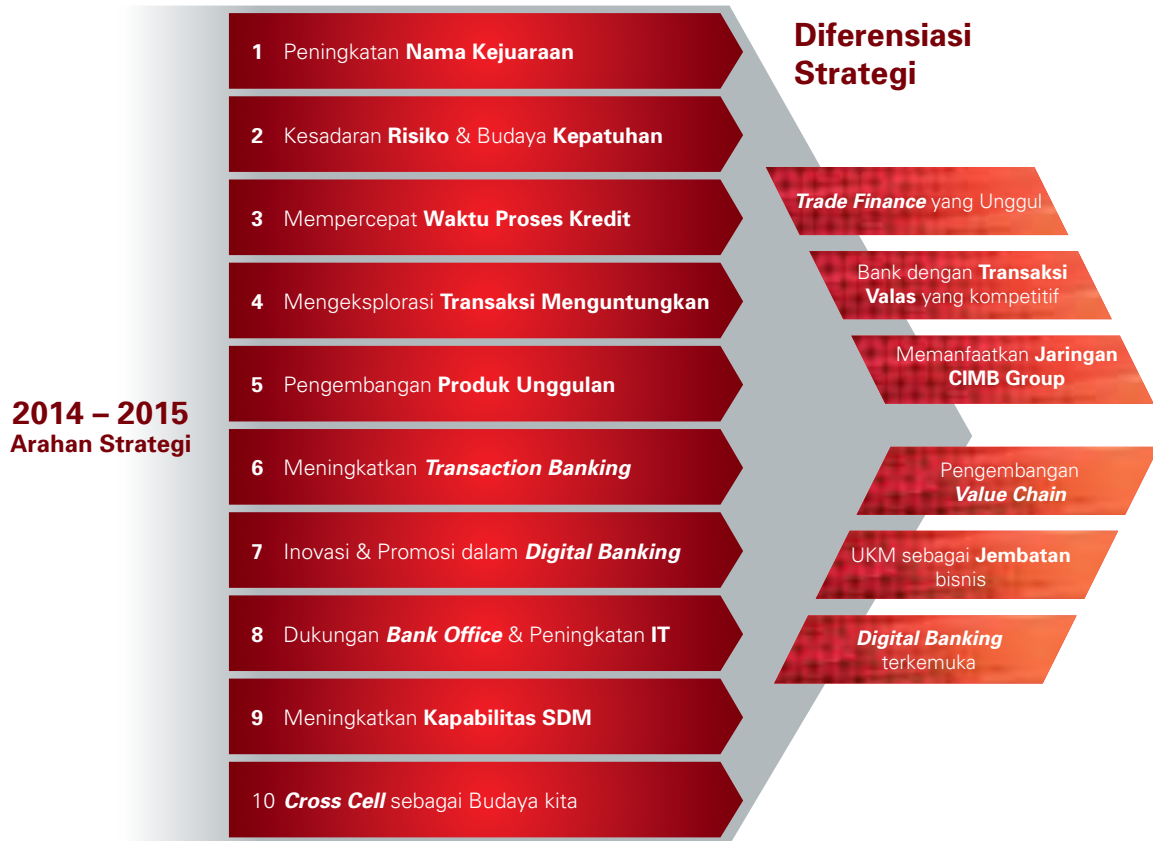 2014 – 2015
Arahan Strategi
1 Peningkatan Nama Kejuaraan
2 Kesadaran Risiko & Budaya Kepatuhan
3 Mempercepat Waktu Proses Kredit
4 Mengeksplorasi Transaksi Menguntungkan
5 Pengembangan Produk Unggulan
6 Meningkatkan Transaction Banking
7 Inovasi & Promosi dalam Digital Banking
8 Dukungan Bank Office & Peningkatan IT
9 Meningkatkan Kapabilitas SDM
10 Cross Cell sebagai Budaya kita
Diferensiasi
Strategi
Trade Finance yang Unggul
Bank dengan Transaksi
Valas yang kompetitif
Memanfaatkan Jaringan
CIMB Group
Pengembangan
Value Chain
UKM sebagai Jembatan
bisnis
Digital Banking
terkemuka